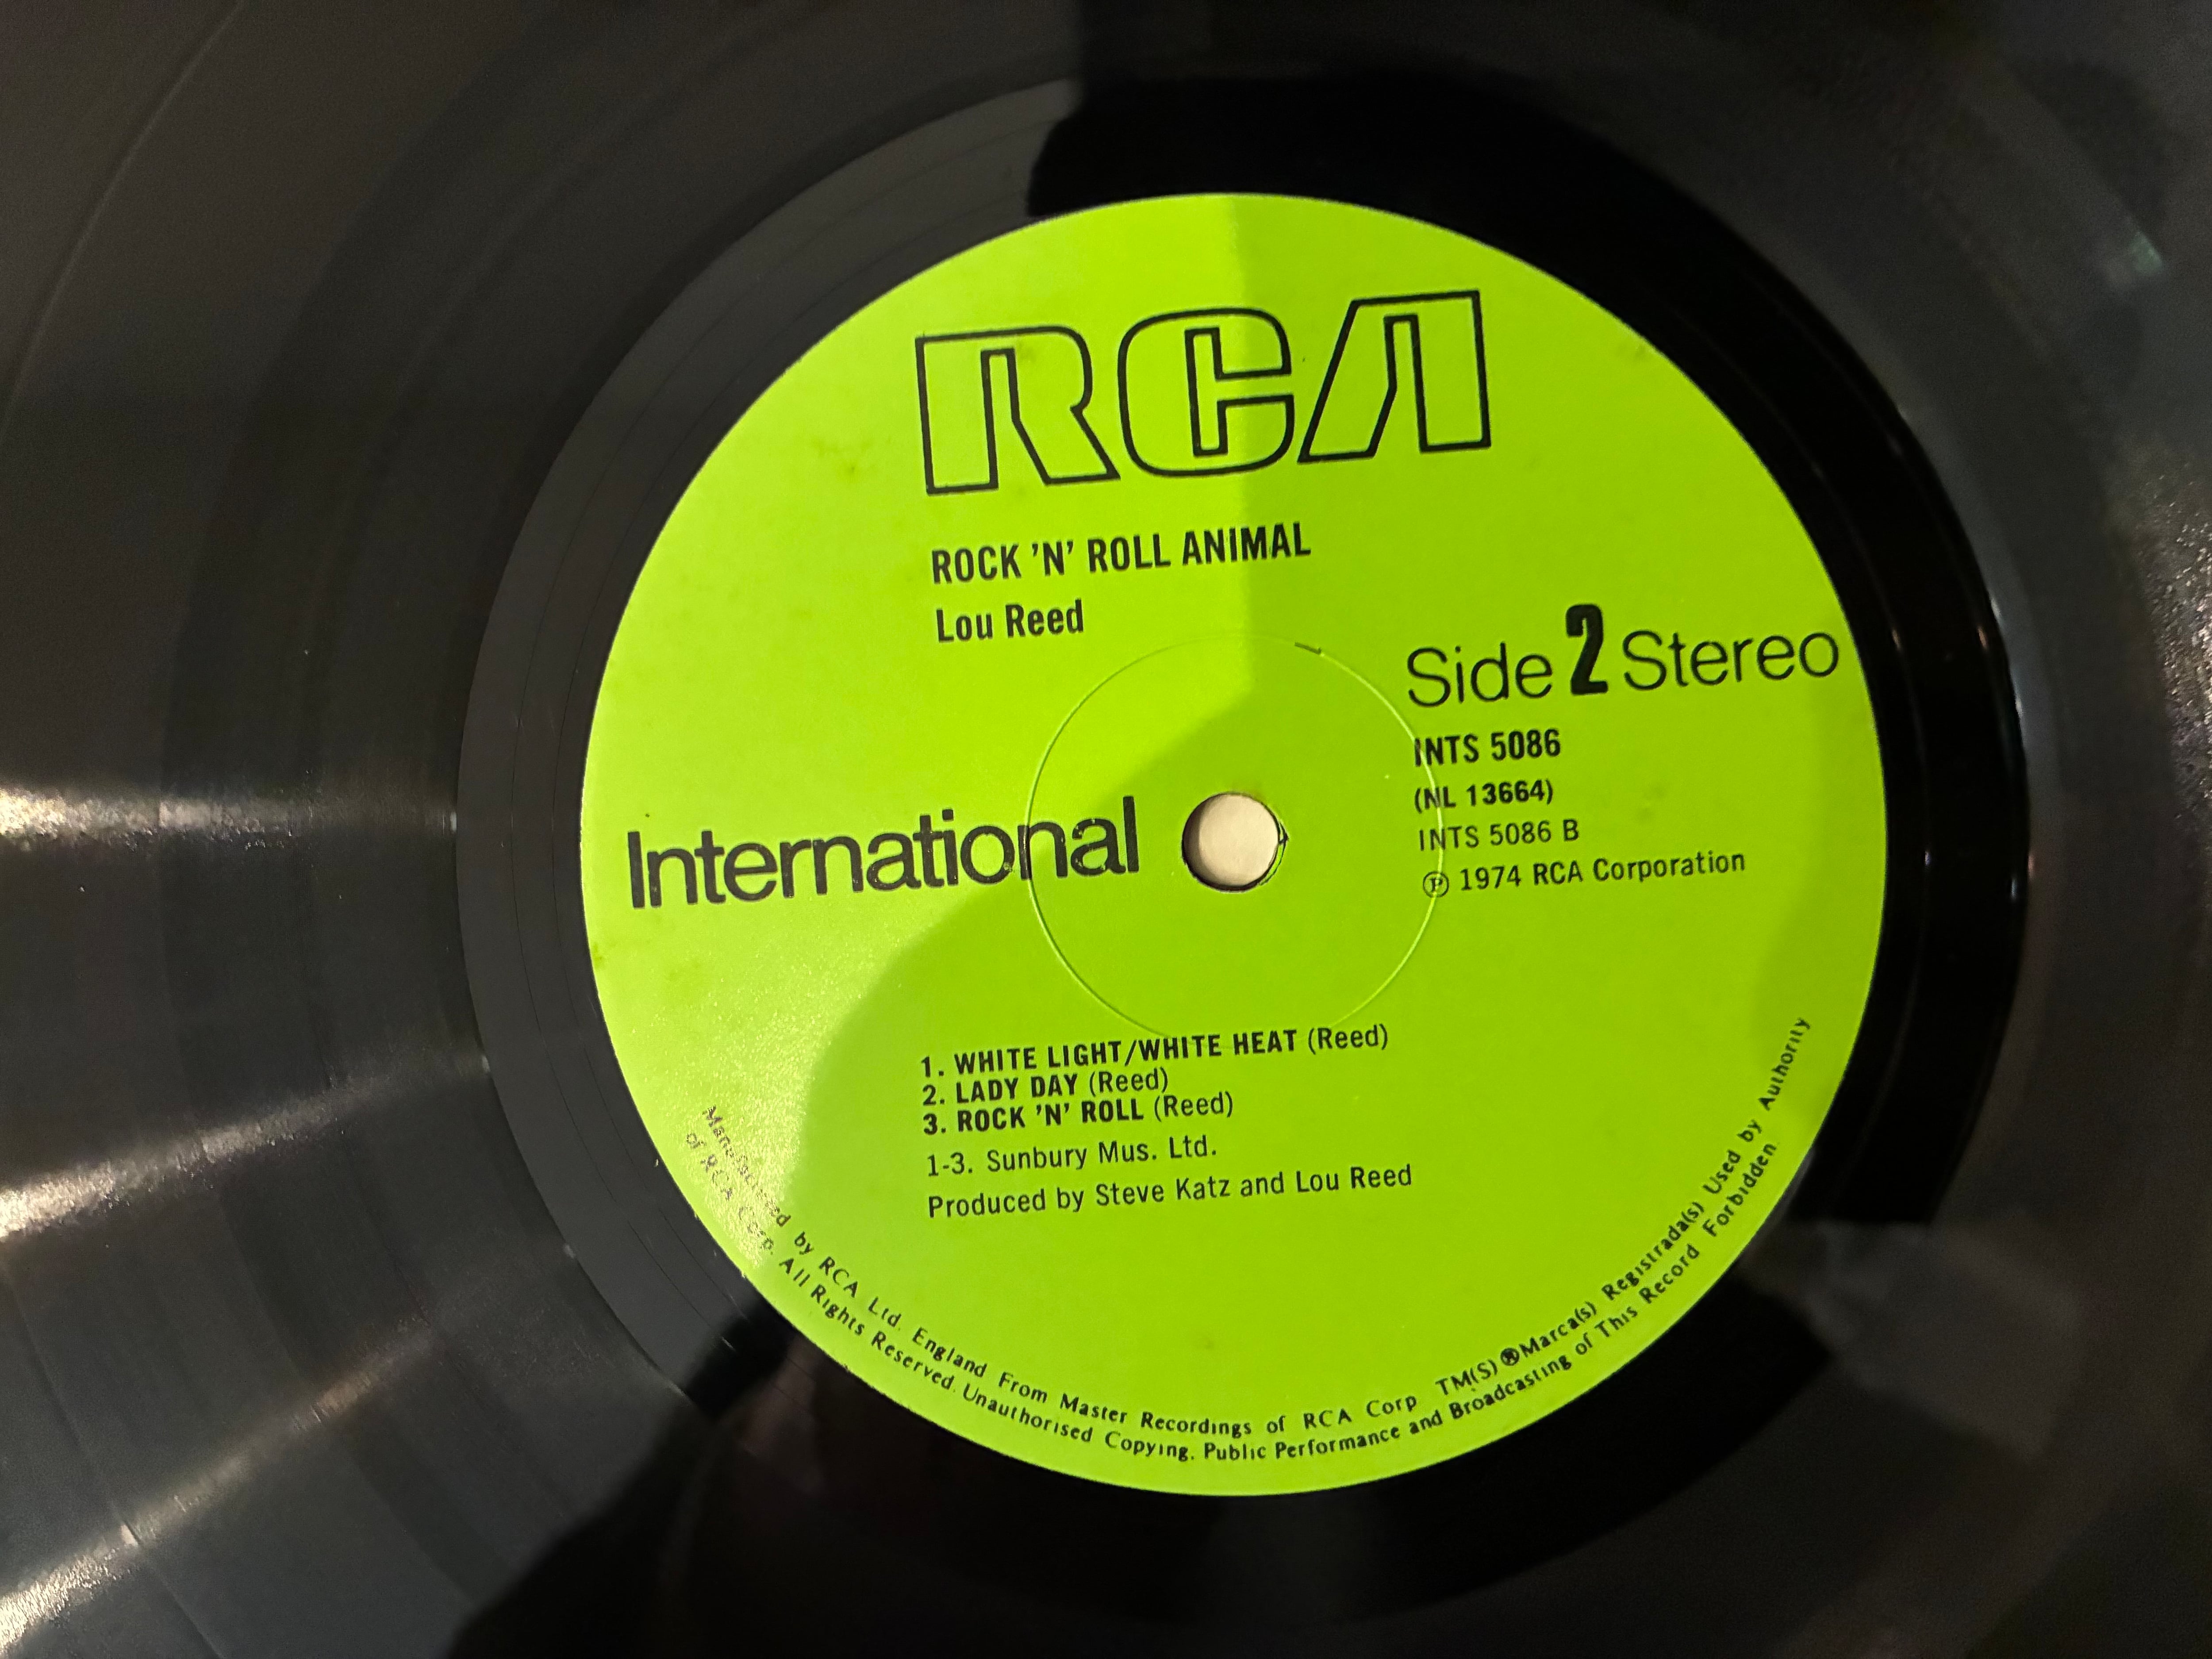 RCA
ROCK 'N' ROLL ANIMAL
Lou Reed
Side 2 Stereo
INTS 5086
(NL 13664)
INTS 5086 B
℗ 1974 RCA Corporation
International
1. WHITE LIGHT/WHITE HEAT (Reed)
2. LADY DAY (Reed)
3. ROCK 'N' ROLL (Reed)
1-3. Sunbury Mus. Ltd.
Produced by Steve Katz and Lou Reed
Manufactured by RCA Ltd. England From Master Recordings of RCA Corp TM(S) ® Marca(s) Registrada(s) Used by Authority
of RCA Corp. All Rights Reserved. Unauthorised Copying, Public Performance and Broadcasting of This Record Forbidden